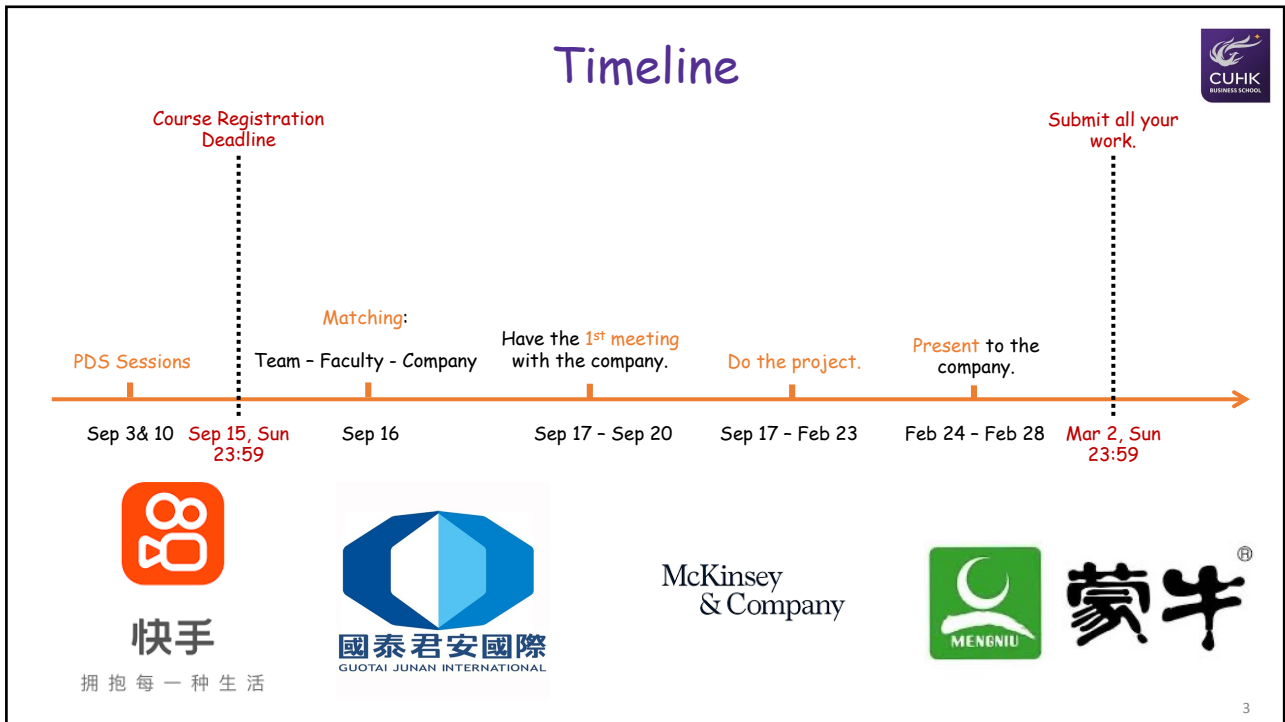 Timeline
CUHK
BUSINESS SCHOOL
Course Registration
Deadline
Submit all your
work.
PDS Sessions
Matching:
Team – Faculty - Company
Have the 1st meeting
with the company.
Do the project.
Present to the
company.
Sep 3& 10
Sep 15, Sun
23:59
Sep 16
Sep 17 – Sep 20
Sep 17 – Feb 23
Feb 24 – Feb 28
Mar 2, Sun
23:59
快手
拥抱每一种生活
國泰君安國際
GUOTAI JUNAN INTERNATIONAL
McKinsey
& Company
MENGNIU
蒙牛®
3